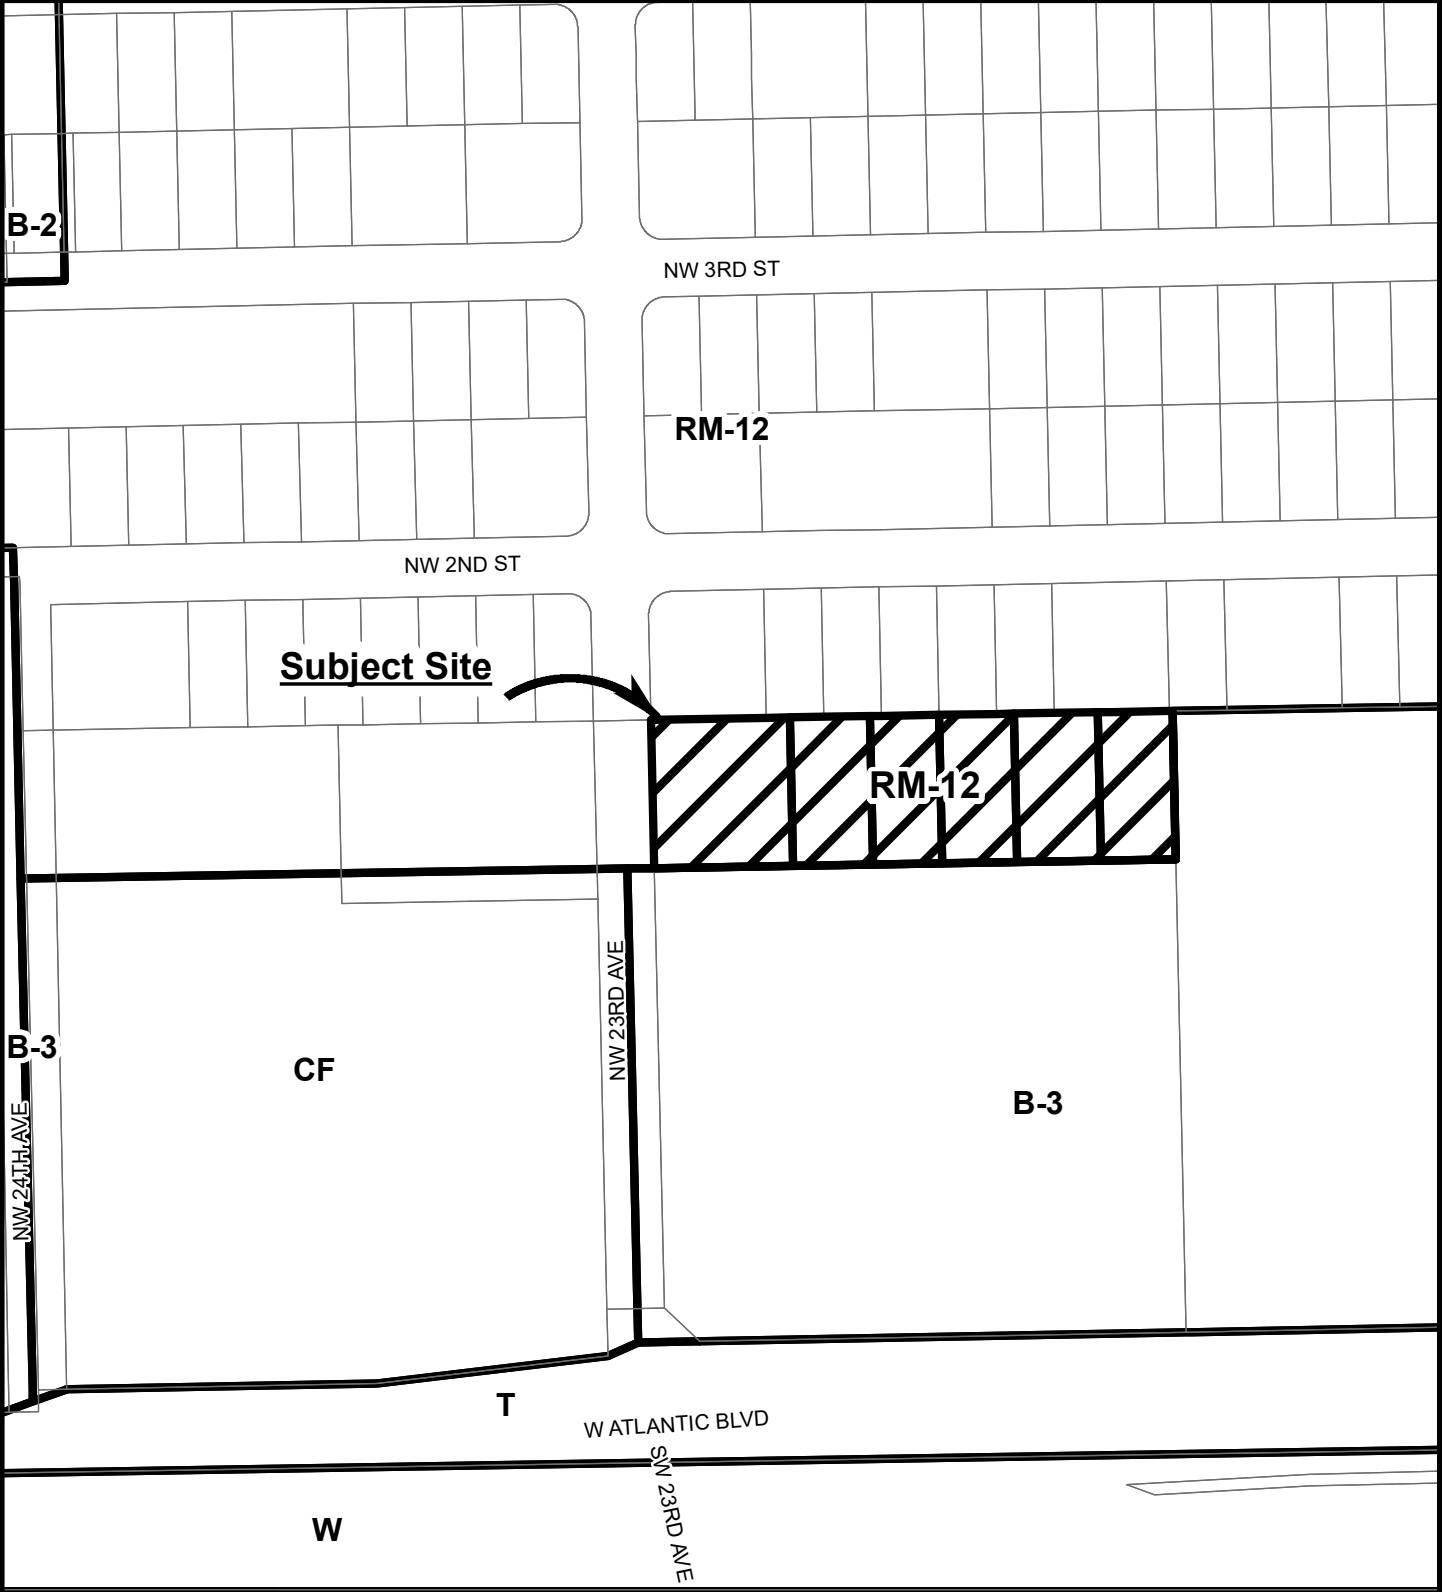 B-2
NW 3RD ST
RM-12
NW 2ND ST
Subject Site
RM-12
NW 23RD AVE
B-3
CF
B-3
NW 24TH AVE
T
W ATLANTIC BLVD
SW 23RD AVE
W